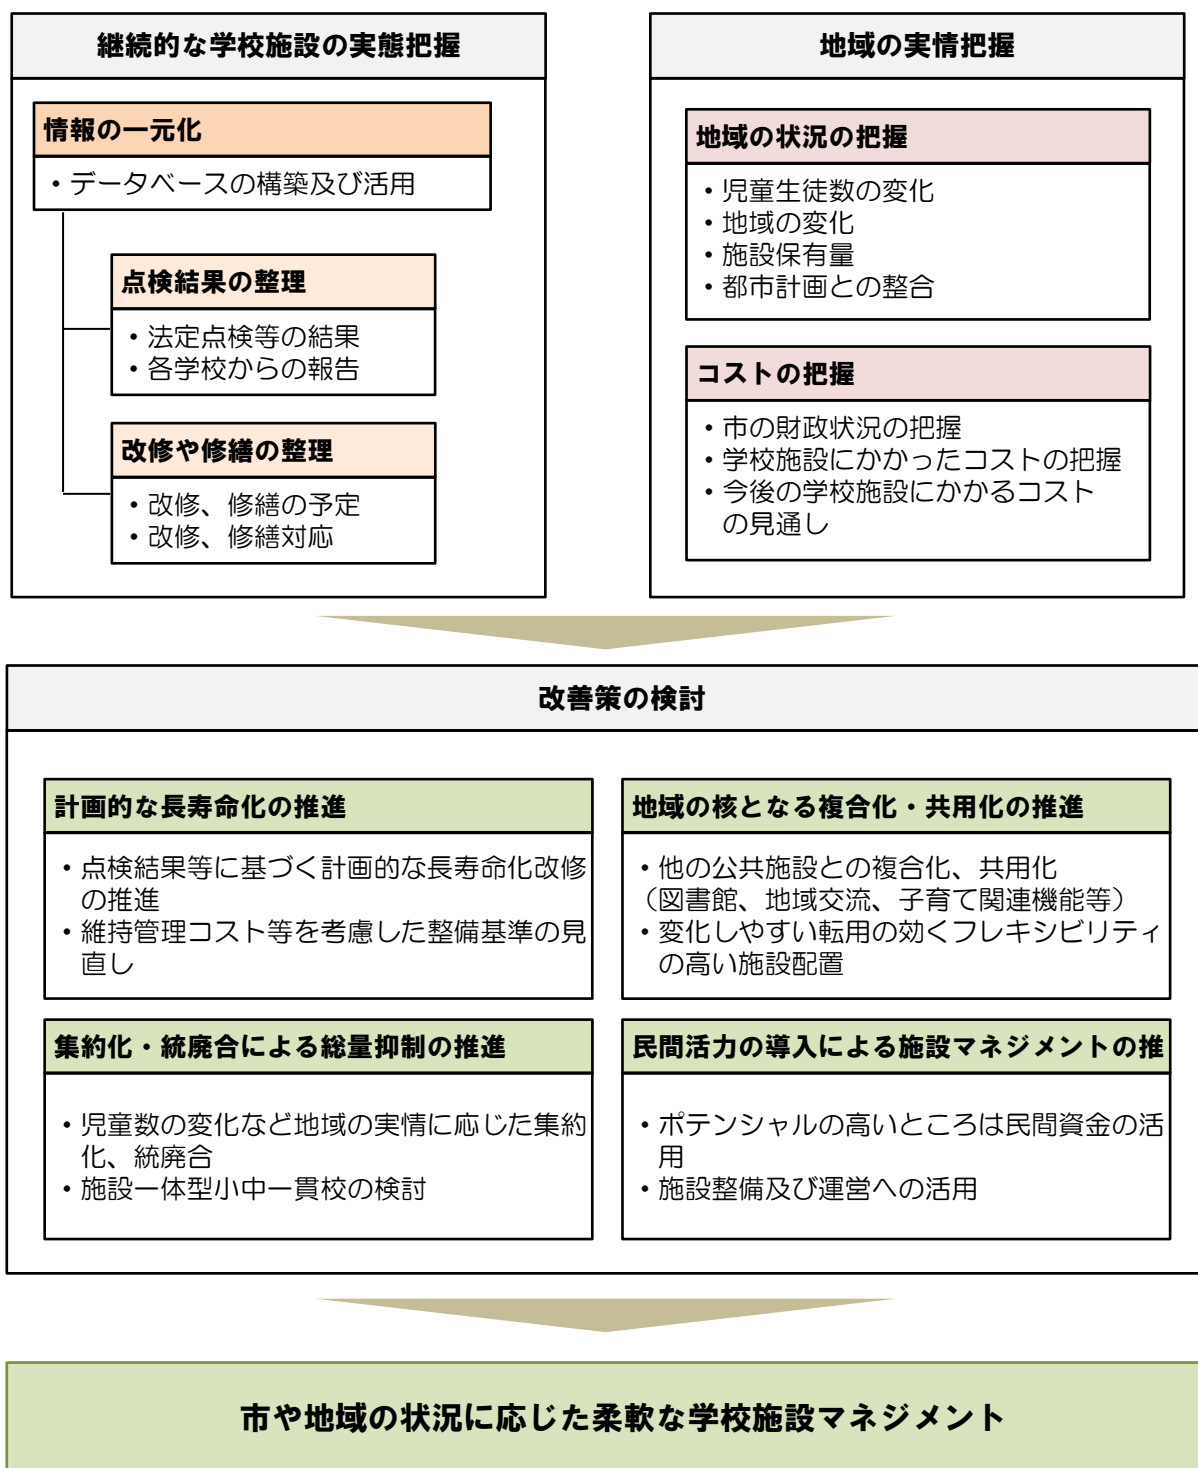 継続的な学校施設の実態把握
情報の一元化
・データベースの構築及び活用
点検結果の整理
・法定点検等の結果
・各学校からの報告
改修や修繕の整理
・改修、修繕の予定
・改修、修繕対応
地域の実情把握
地域の状況の把握
・児童生徒数の変化
・地域の変化
・施設保有量
・都市計画との整合
コストの把握
・市の財政状況の把握
・学校施設にかかったコストの把握
・今後の学校施設にかかるコスト
の見通し
改善策の検討
計画的な長寿命化の推進
・点検結果等に基づく計画的な長寿命化改修
の推進
・維持管理コスト等を考慮した整備基準の見
直し
地域の核となる複合化・共用化の推進
・他の公共施設との複合化、共用化
（図書館、地域交流、子育て関連機能等）
・変化しやすい転用の効くフレキシビリティ
の高い施設配置
集約化・統廃合による総量抑制の推進
・児童数の変化など地域の実情に応じた集約
化、統廃合
・施設一体型小中一貫校の検討
民間活力の導入による施設マネジメントの推
・ポテンシャルの高いところは民間資金の活
用
・施設整備及び運営への活用
市や地域の状況に応じた柔軟な学校施設マネジメント